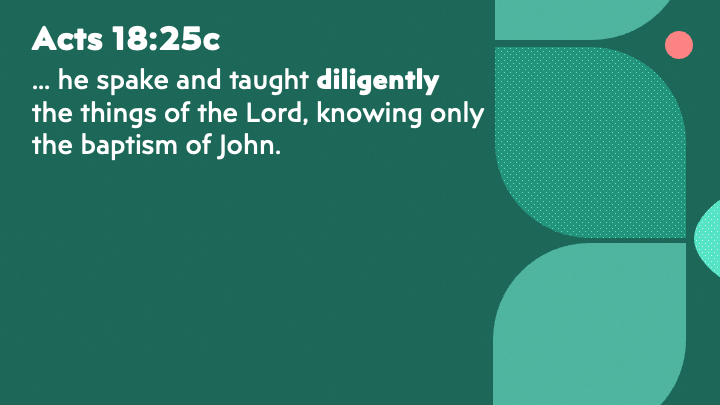 Acts 18:25c
... he spake and taught diligently
the things of the Lord, knowing only
the baptism of John.